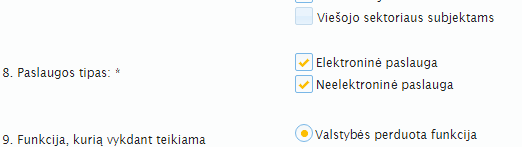 Viešojo sektoriaus subjektams
8. Paslaugos tipas: *
Elektroninė paslauga
Neelektroninė paslauga
9. Funkcija, kurią vykdant teikiama
Valstybės perduota funkcija